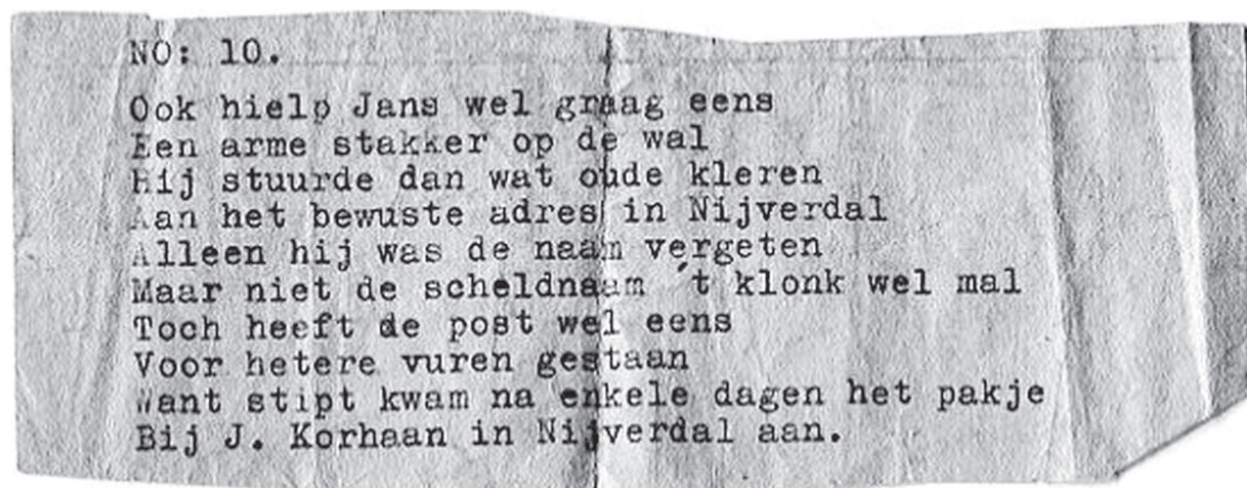 NO: 10.
Ook hielp Jans wel graag eens
Een arme stakker op de wal
Hij stuurde dan wat oude kleren
Aan het bewuste adres in Nijverdal
Alleen hij was de naam vergeten
Maar niet de scheldnaam ´t klonk wel mal
Toch heeft de post wel eens
Voor hetere vuren gestaan
Want stipt kwam na enkele dagen het pakje
Bij J. Korhaan in Nijverdal aan.